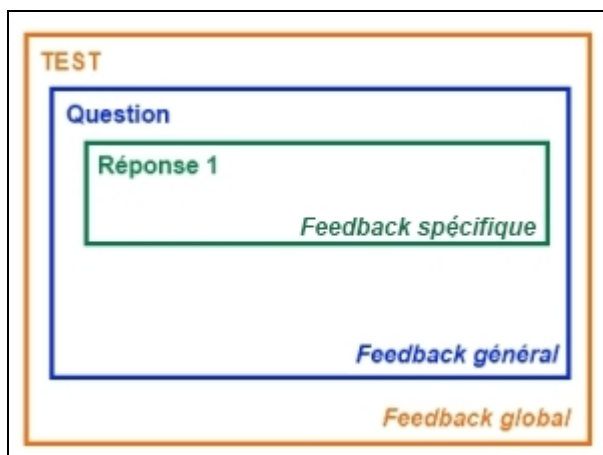 TEST
Question
Réponse 1
Feedback spécifique
Feedback général
Feedback global